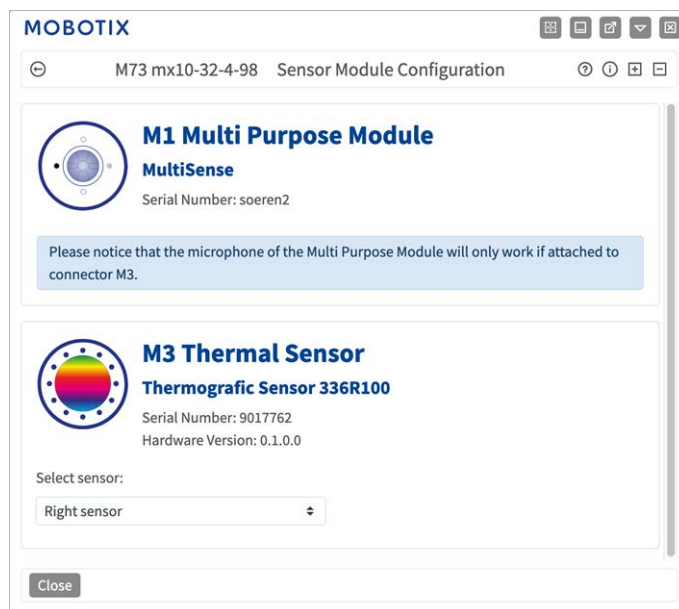 MOBOTIX
M73 mx10-32-4-98 Sensor Module Configuration
M1 Multi Purpose Module
MultiSense
Serial Number: soeren2
Please notice that the microphone of the Multi Purpose Module will only work if attached to
connector M3.
M3 Thermal Sensor
Thermografic Sensor 336R100
Serial Number: 9017762
Hardware Version: 0.1.0.0
Select sensor:
Right sensor
Close